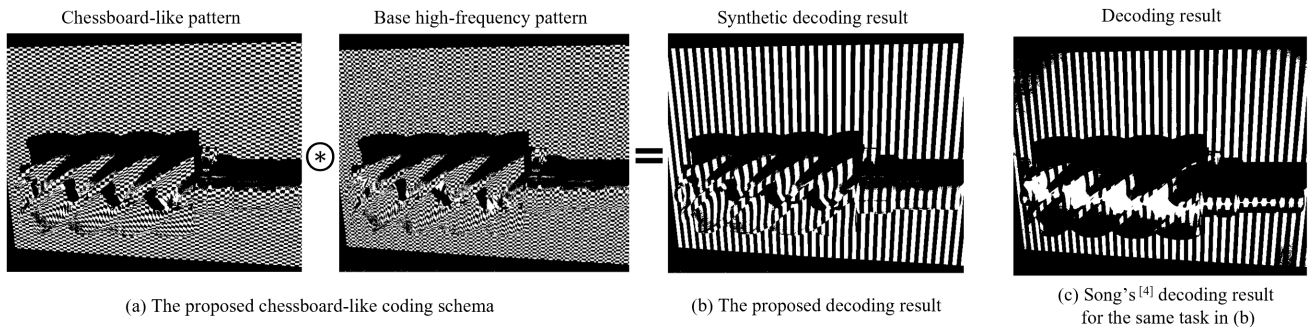 Chessboard-like pattern
Base high-frequency pattern
Synthetic decoding result
Decoding result
(a) The proposed chessboard-like coding schema
(b) The proposed decoding result
(c) Song's [4] decoding result
for the same task in (b)